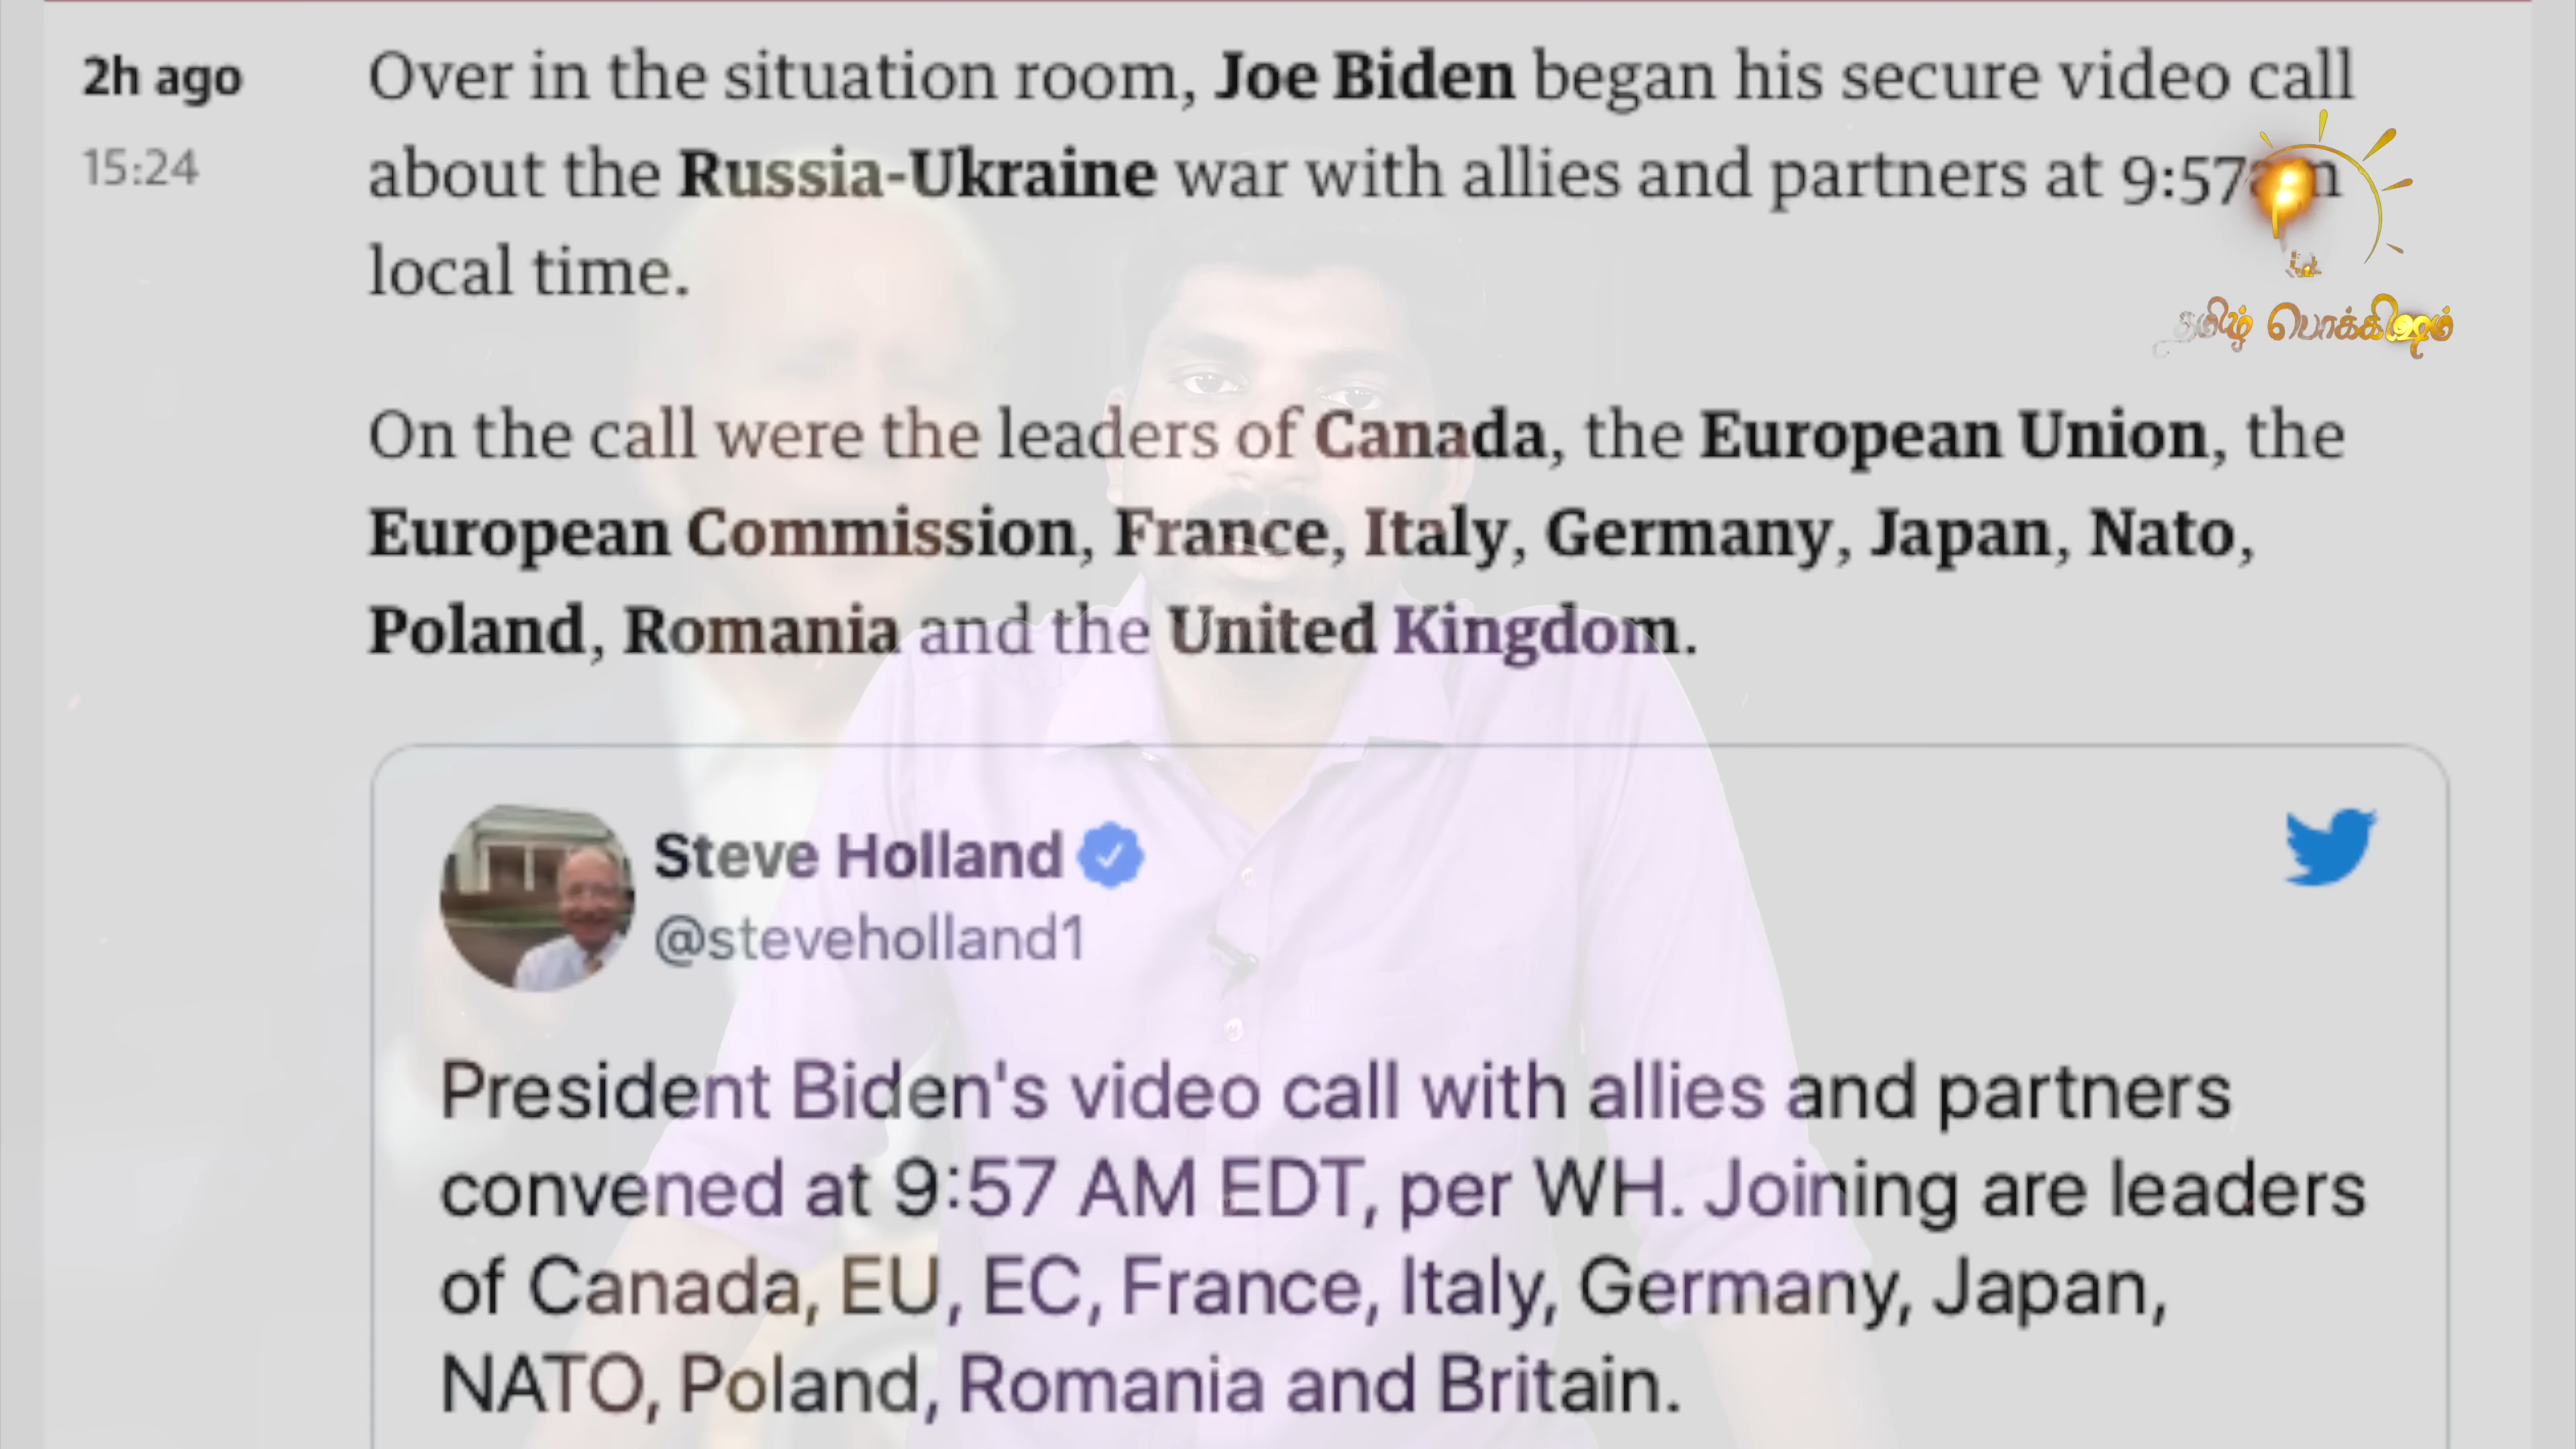 2h ago
15:24
Over in the situation room, Joe Biden began his secure video call
about the Russia-Ukraine war with allies and partners at 9:57am
local time.
தமிழ் பொக்கிஷம்
On the call were the leaders of Canada, the European Union, the
European Commission, France, Italy, Germany, Japan, Nato,
Poland, Romania and the United Kingdom.
Steve Holland
@steveholland1
President Biden's video call with allies and partners
convened at 9:57 AM EDT, per WH. Joining are leaders
of Canada, EU, EC, France, Italy, Germany, Japan,
NATO, Poland, Romania and Britain.